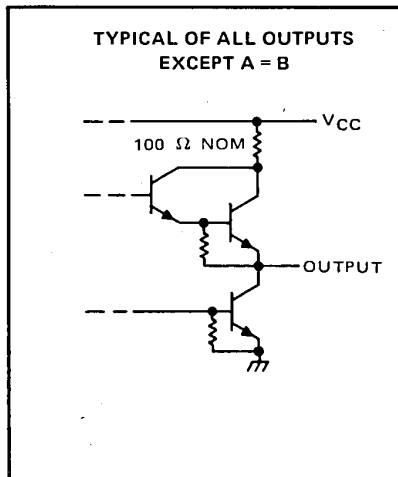 TYPICAL OF ALL OUTPUTS
EXCEPT A = B
VCC
100 Ω NOM
OUTPUT